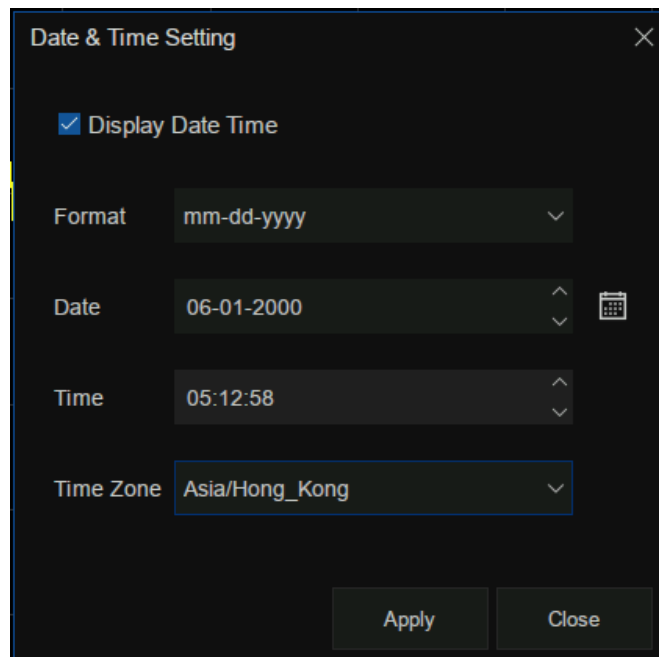 Date & Time Setting
Display Date Time
Format mm-dd-yyyy
Date 06-01-2000
Time 05:12:58
Time Zone Asia/Hong_Kong
Apply Close